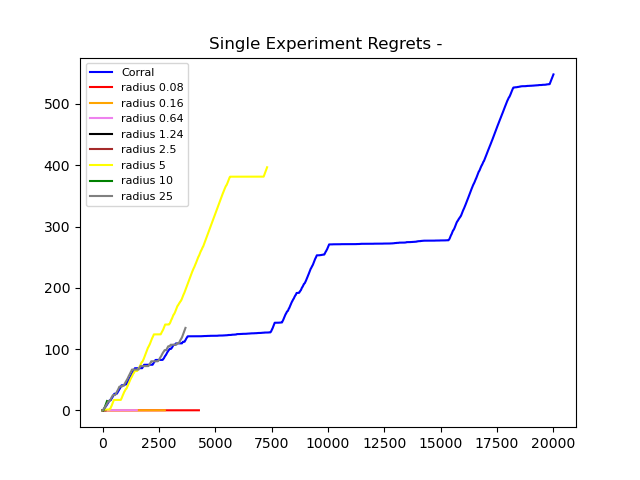 Single Experiment Regrets -
Corral
radius 0.08
radius 0.16
radius 0.64
radius 1.24
radius 2.5
radius 5
radius 10
radius 25
500
400
300
200
100
0
0 2500 5000 7500 10000 12500 15000 17500 20000